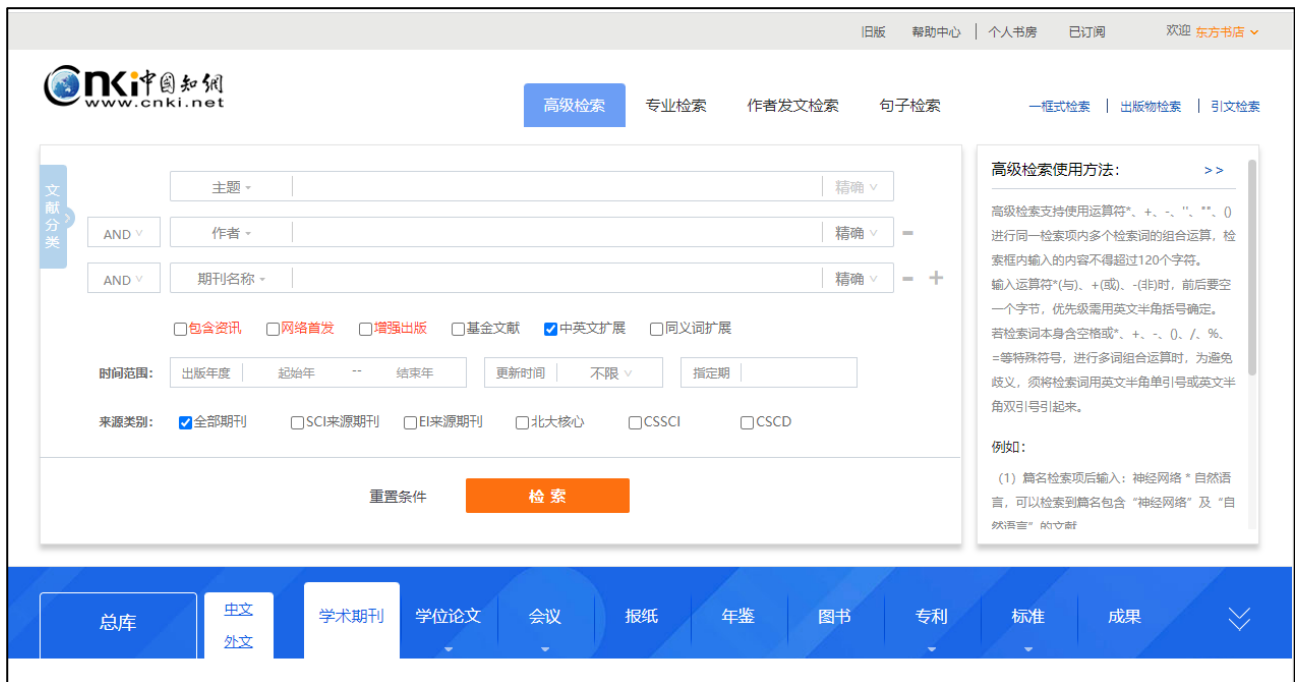 旧版 帮助中心 个人书房 已订阅 欢迎 东方书店
cnki中国知網
www.cnki.net
高级检索 专业检索 作者发文检索 句子检索 一框式检索 出版物检索 引文检索
文献分类
主题 精确
AND 作者 精确
AND 期刊名称 精确
包含资讯 网络首发 增强出版 基金文献 中英文扩展 同义词扩展
时间范围： 出版年度 起始年 -- 结束年 更新时间 不限 指定期
来源类别： 全部期刊 SCI来源期刊 EI来源期刊 北大核心 CSSCI CSCD
重置条件 检索
高级检索使用方法： >>
高级检索支持使用运算符*、+、-、''、""、()
进行同一检索项内多个检索词的组合运算，检
索框内输入的内容不得超过120个字符。
输入运算符*(与)、+(或)、-(非)时，前后要空
一个字节，优先级需用英文半角括号确定。
若检索词本身含空格或*、+、-、()、/、%、
=等特殊符号，进行多词组合运算时，为避免
歧义，须将检索词用英文半角单引号或英文半
角双引号引起来。
例如：
（1）篇名检索项后输入：神经网络 * 自然语
言，可以检索到篇名包含“神经网络”及“自
然语言”的文献
总库 中文 学术期刊 学位论文 会议 报纸 年鉴 图书 专利 标准 成果
外文